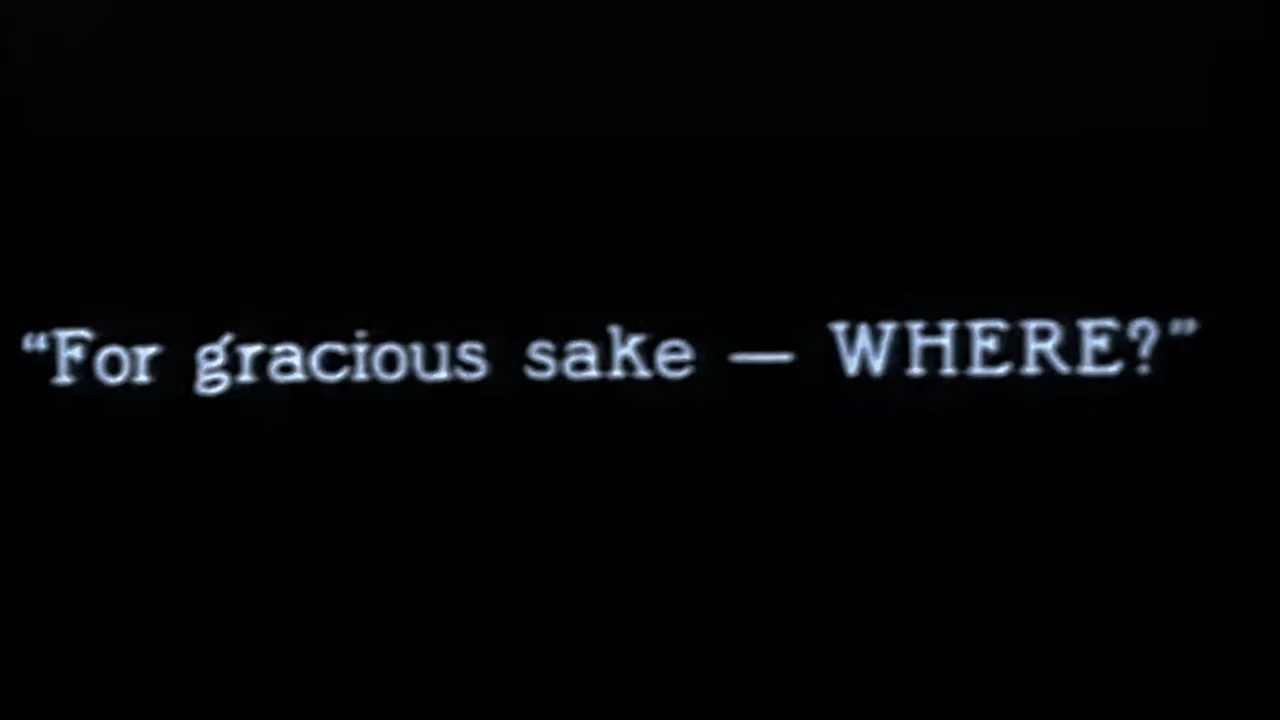 “For gracious sake — WHERE?”